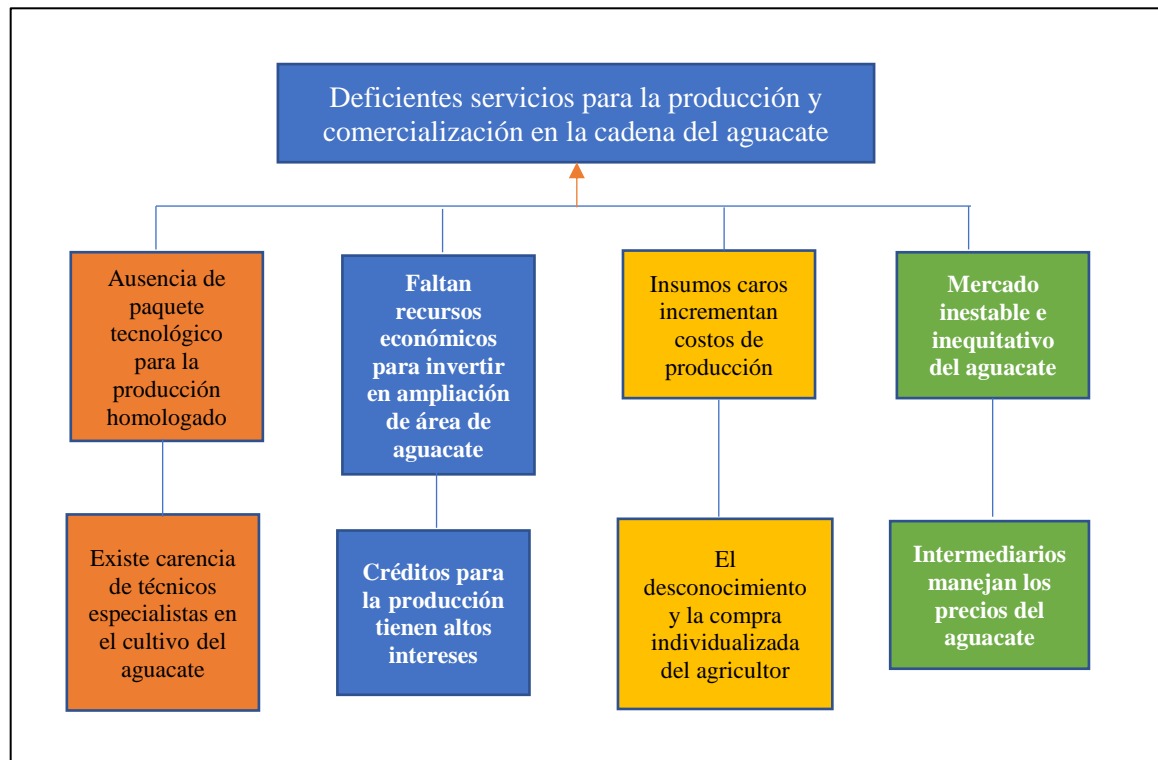 Deficientes servicios para la producción y
comercialización en la cadena del aguacate
Ausencia de
paquete
tecnológico
para la
producción
homologado
Faltan
recursos
económicos
para invertir
en ampliación
de área de
aguacate
Insumos caros
incrementan
costos de
producción
Mercado
inestable e
inequitativo
del aguacate
Existe carencia
de técnicos
especialistas en
el cultivo del
aguacate
Créditos para
la producción
tienen altos
intereses
El
desconocimiento
y la compra
individualizada
del agricultor
Intermediarios
manejan los
precios del
aguacate